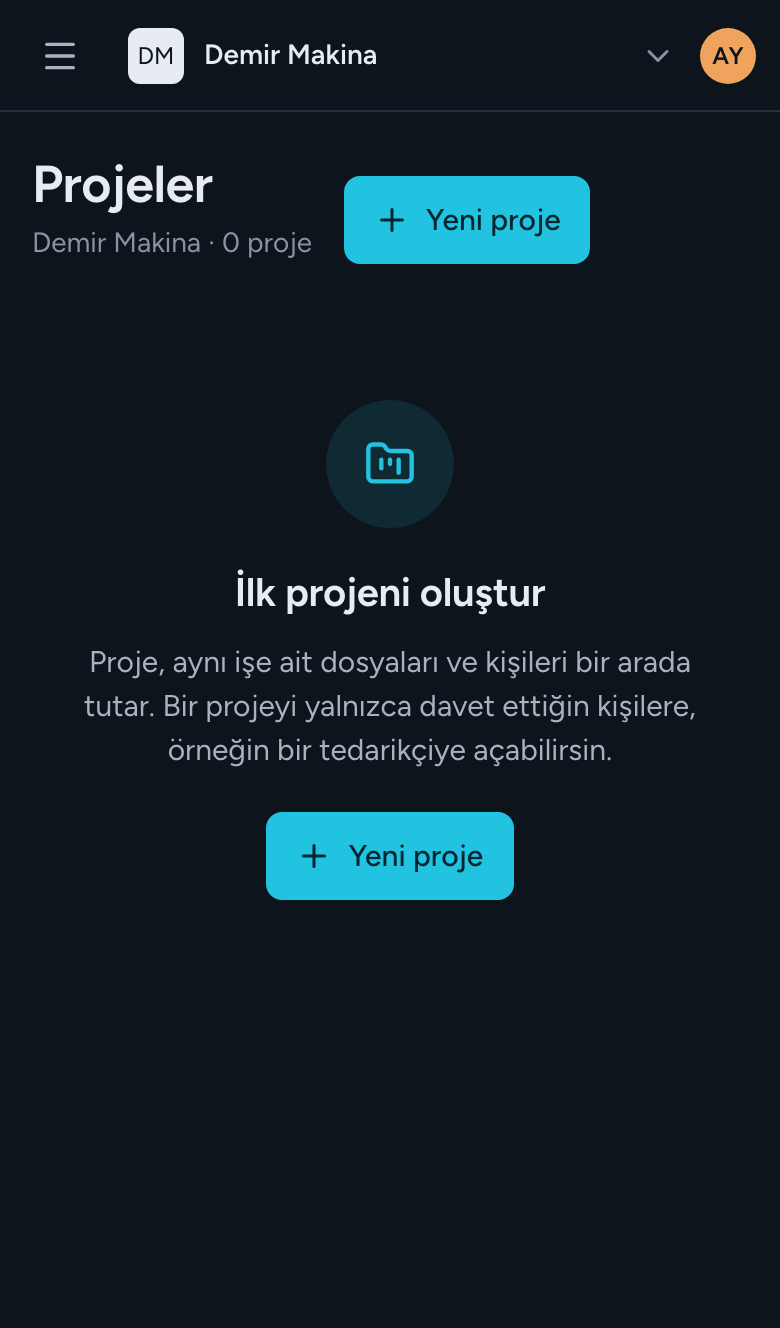 DM Demir Makina AY
Projeler
Demir Makina · 0 proje
Yeni proje
İlk projeni oluştur
Proje, aynı işe ait dosyaları ve kişileri bir arada
tutar. Bir projeyi yalnızca davet ettiğin kişilere,
örneğin bir tedarikçiye açabilirsin.
Yeni proje